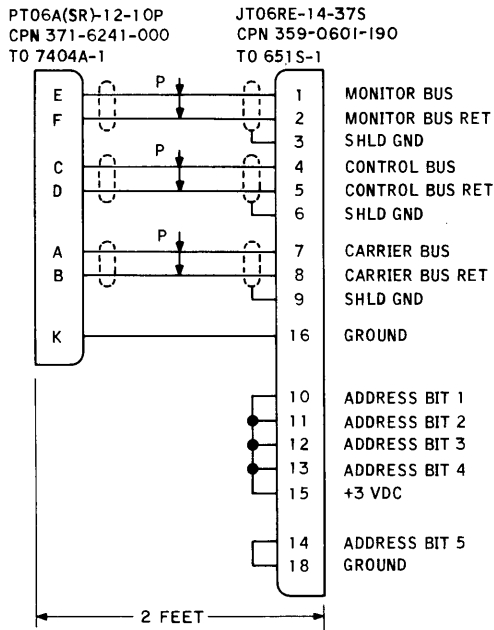 PT06A(SR)-12-10P JT06RE-14-37S
CPN 371-6241-000 CPN 359-0601-190
TO 7404A-1 TO 651S-1
E P 1 MONITOR BUS
F 2 MONITOR BUS RET
3 SHLD GND
C P 4 CONTROL BUS
D 5 CONTROL BUS RET
6 SHLD GND
A P 7 CARRIER BUS
B 8 CARRIER BUS RET
9 SHLD GND
K 16 GROUND
10 ADDRESS BIT 1
11 ADDRESS BIT 2
12 ADDRESS BIT 3
13 ADDRESS BIT 4
15 +3 VDC
14 ADDRESS BIT 5
18 GROUND
2 FEET